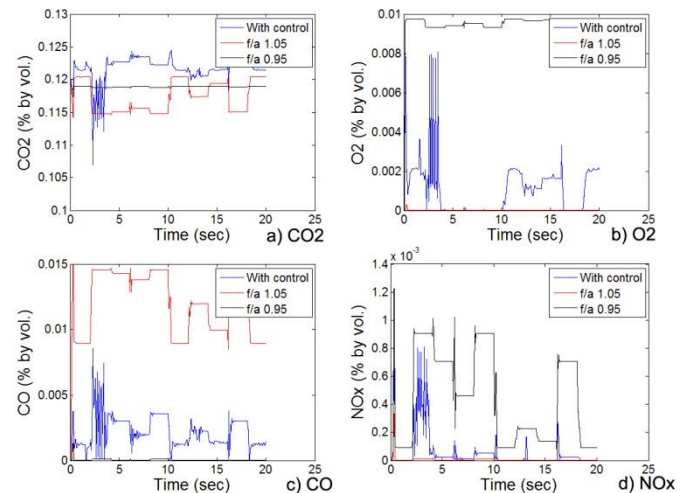 0.13
0.125
0.12
0.115
0.11
0.105
0.1
CO2 (% by vol.)
With control
f/a 1.05
f/a 0.95
0 5 10 15 20 25
Time (sec)
a) CO2
0.01
0.008
0.006
0.004
0.002
0
O2 (% by vol.)
With control
f/a 1.05
f/a 0.95
0 5 10 15 20 25
Time (sec)
b) O2
0.015
0.01
0.005
0
CO (% by vol.)
With control
f/a 1.05
f/a 0.95
0 5 10 15 20 25
Time (sec)
c) CO
x 10-3
1.4
1.2
1
0.8
0.6
0.4
0.2
0
NOx (% by vol.)
With control
f/a 1.05
f/a 0.95
0 5 10 15 20 25
Time (sec)
d) NOx